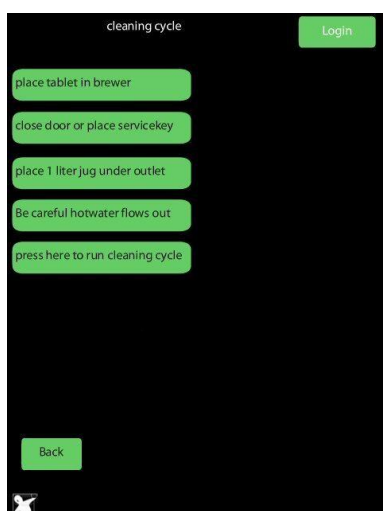 cleaning cycle
Login
place tablet in brewer
close door or place servicekey
place 1 liter jug under outlet
Be careful hotwater flows out
press here to run cleaning cycle
Back